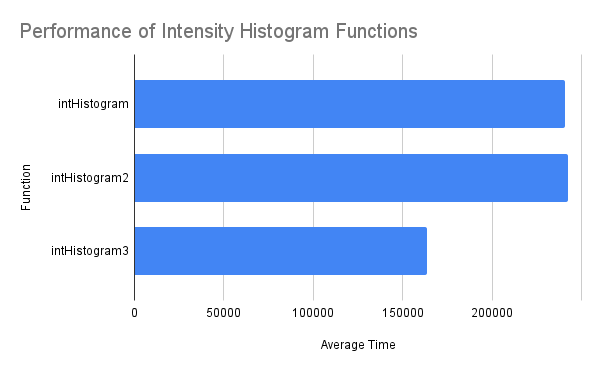 Performance of Intensity Histogram Functions
intHistogram
intHistogram2
intHistogram3
Function
0
50000
100000
150000
200000
Average Time